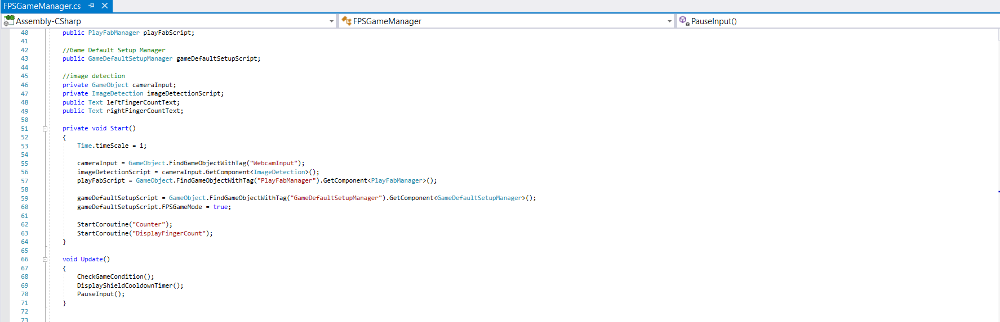 FPSGameManager.cs
Assembly-CSharp FPSGameManager PauseInput()
40 public PlayFabManager playFabScript;
41
42 //Game Default Setup Manager
43 public GameDefaultSetupManager gameDefaultSetupScript;
44
45 //image detection
46 private GameObject cameraInput;
47 private ImageDetection imageDetectionScript;
48 public Text leftFingerCountText;
49 public Text rightFingerCountText;
50
51 private void Start()
52 {
53 Time.timeScale = 1;
54
55 cameraInput = GameObject.FindGameObjectWithTag("WebcamInput");
56 imageDetectionScript = cameraInput.GetComponent<ImageDetection>();
57 playFabScript = GameObject.FindGameObjectWithTag("PlayFabManager").GetComponent<PlayFabManager>();
58
59 gameDefaultSetupScript = GameObject.FindGameObjectWithTag("GameDefaultSetupManager").GetComponent<GameDefaultSetupManager>();
60 gameDefaultSetupScript.FPSGameMode = true;
61
62 StartCoroutine("Counter");
63 StartCoroutine("DisplayFingerCount");
64 }
65
66 void Update()
67 {
68 CheckGameCondition();
69 DisplayShieldCooldownTimer();
70 PauseInput();
71 }
72
73